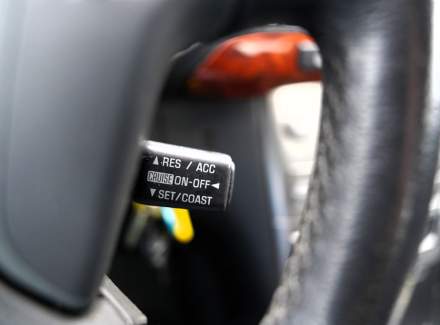 ▲RES / ACC
CRUISE ON-OFF◄
▼SET/COAST